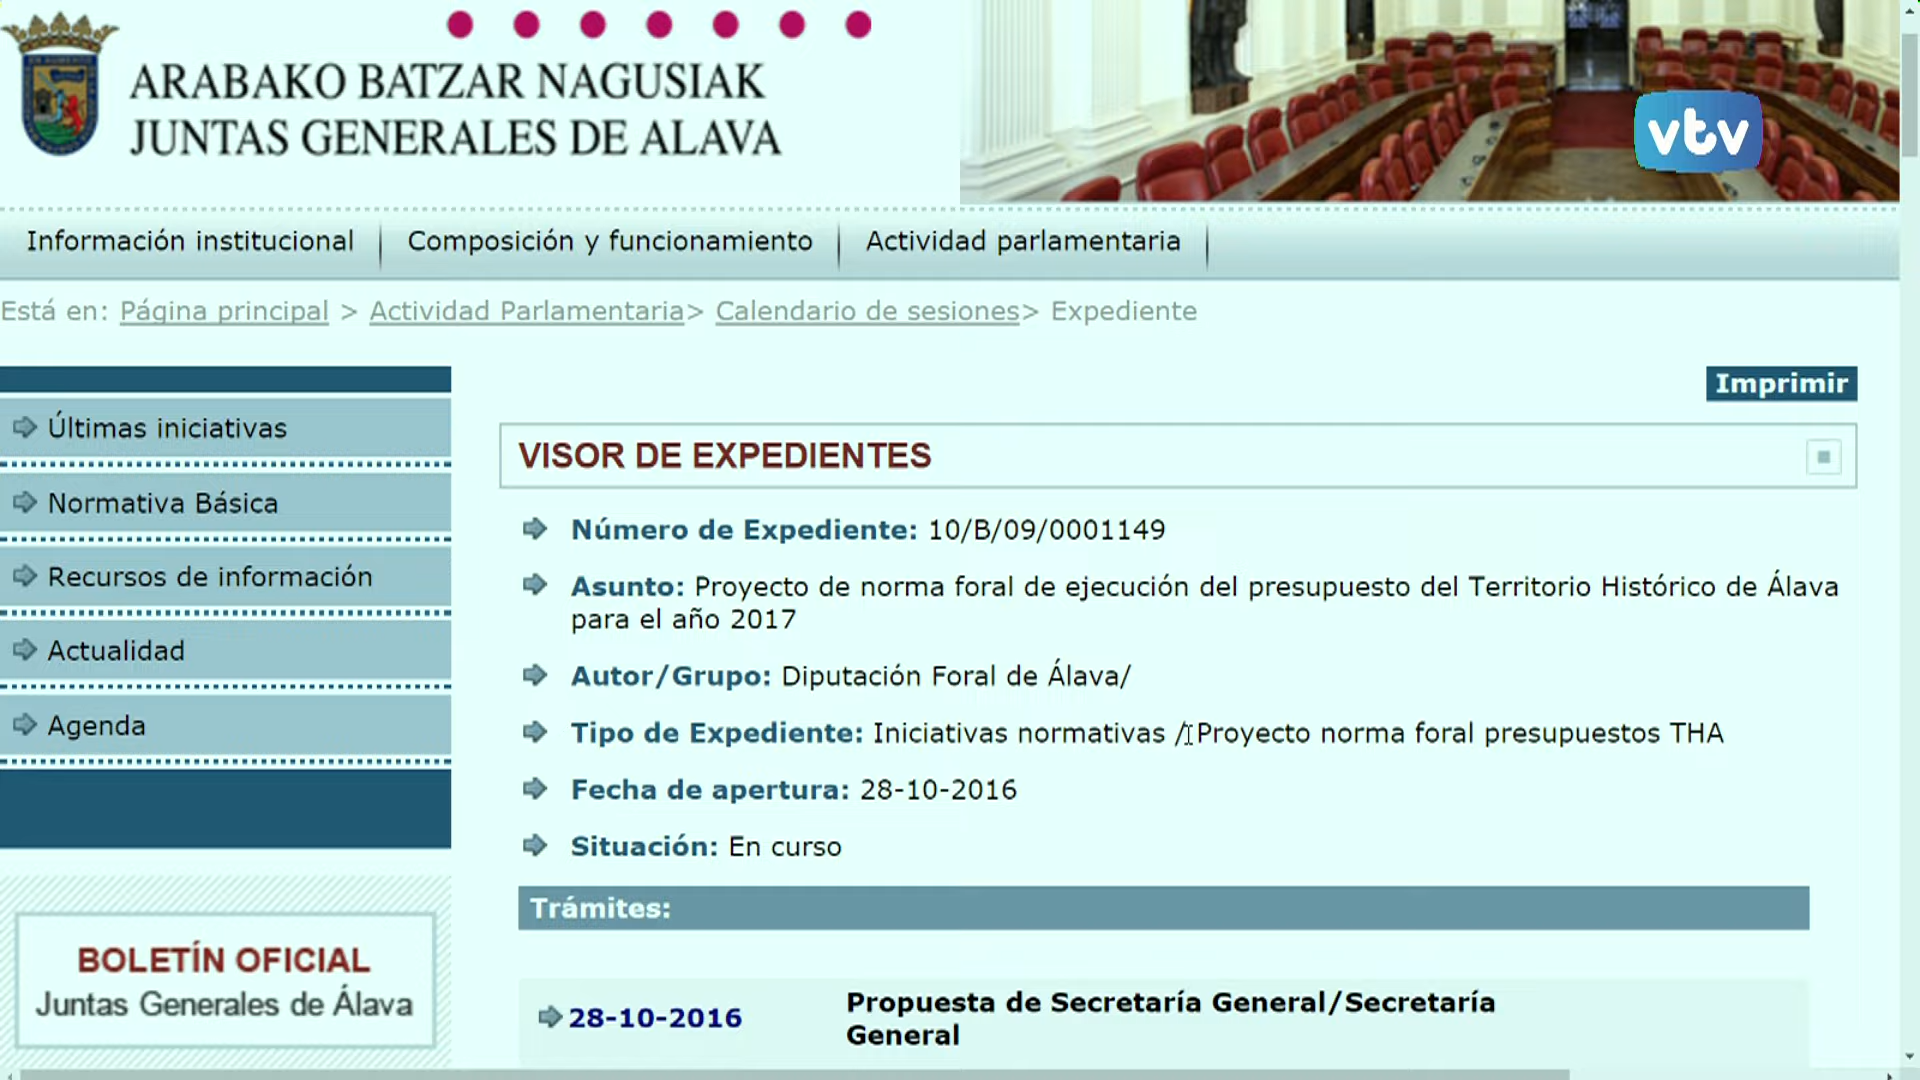 ARABAKO BATZAR NAGUSIAK
JUNTAS GENERALES DE ALAVA
vtv
Información institucional
Composición y funcionamiento
Actividad parlamentaria
Está en: Página principal > Actividad Parlamentaria> Calendario de sesiones> Expediente
Últimas iniciativas
Normativa Básica
Recursos de información
Actualidad
Agenda
BOLETÍN OFICIAL
Juntas Generales de Álava
Imprimir
VISOR DE EXPEDIENTES
Número de Expediente: 10/B/09/0001149
Asunto: Proyecto de norma foral de ejecución del presupuesto del Territorio Histórico de Álava
para el año 2017
Autor/Grupo: Diputación Foral de Álava/
Tipo de Expediente: Iniciativas normativas / Proyecto norma foral presupuestos THA
Fecha de apertura: 28-10-2016
Situación: En curso
Trámites:
28-10-2016
Propuesta de Secretaría General/Secretaría
General